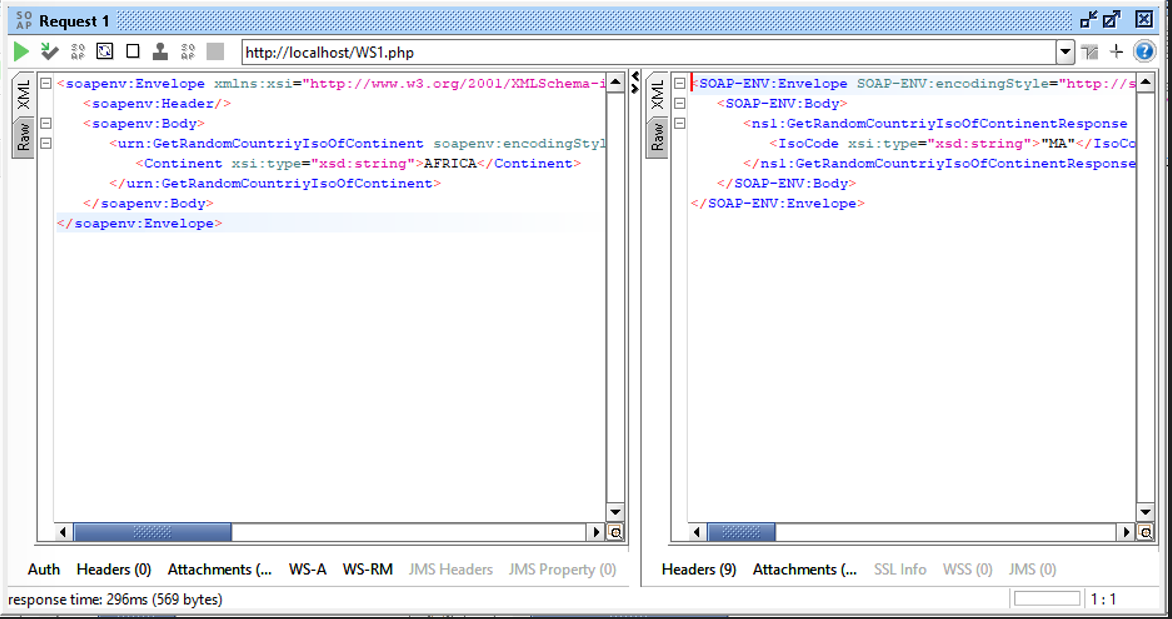 SO
AP
Request 1
SO
AP
SO
AP
http://localhost/WS1.php
XML
Raw
<soapenv:Envelope xmlns:xsi="http://www.w3.org/2001/XMLSchema-i
<soapenv:Header/>
<soapenv:Body>
<urn:GetRandomCountriyIsoOfContinent soapenv:encodingStyl
<Continent xsi:type="xsd:string">AFRICA</Continent>
</urn:GetRandomCountriyIsoOfContinent>
</soapenv:Body>
</soapenv:Envelope>
XML
Raw
<SOAP-ENV:Envelope SOAP-ENV:encodingStyle="http://s
<SOAP-ENV:Body>
<ns1:GetRandomCountriyIsoOfContinentResponse
<IsoCode xsi:type="xsd:string">"MA"</IsoCo
</ns1:GetRandomCountriyIsoOfContinentResponse
</SOAP-ENV:Body>
</SOAP-ENV:Envelope>
Auth Headers (0) Attachments (... WS-A WS-RM JMS Headers JMS Property (0)
Headers (9) Attachments (... SSL Info WSS (0) JMS (0)
response time: 296ms (569 bytes)
1 : 1